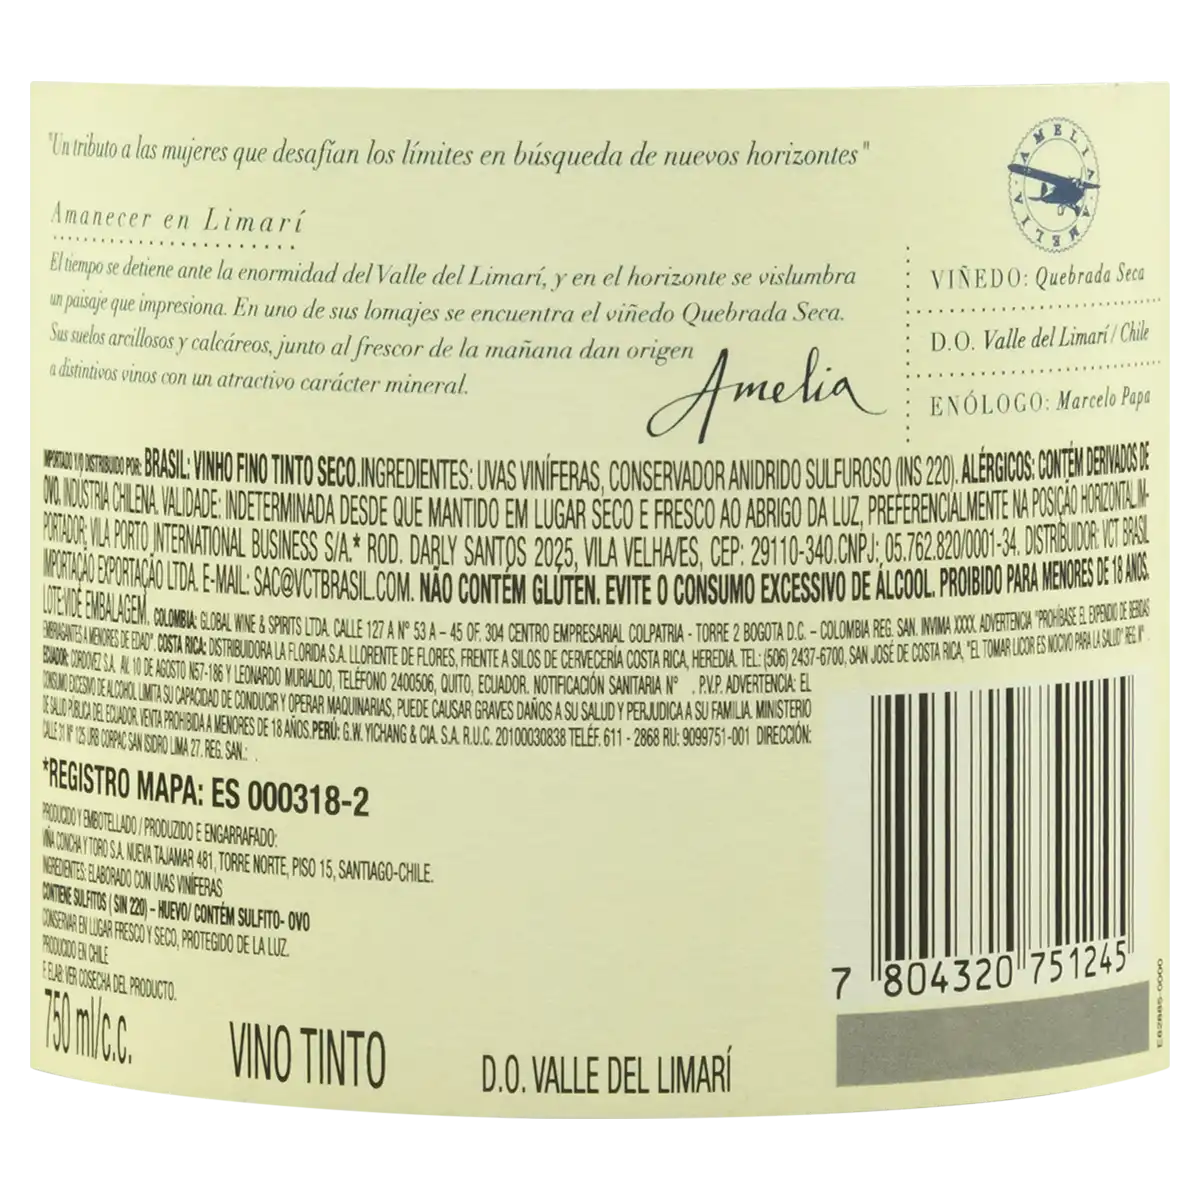 "Un tributo a las mujeres que desafían los límites en búsqueda de nuevos horizontes"
AMELIA · AMELIA ·
Amanecer en Limarí
El tiempo se detiene ante la enormidad del Valle del Limarí, y en el horizonte se vislumbra
un paisaje que impresiona. En uno de sus lomajes se encuentra el viñedo Quebrada Seca.
Sus suelos arcillosos y calcáreos, junto al frescor de la mañana dan origen
a distintivos vinos con un atractivo carácter mineral.
Amelia
VIÑEDO: Quebrada Seca
D.O. Valle del Limarí / Chile
ENÓLOGO: Marcelo Papa
IMPORTADO Y/O DISTRIBUIDO POR: BRASIL: VINHO FINO TINTO SECO.INGREDIENTES: UVAS VINÍFERAS, CONSERVADOR ANIDRIDO SULFUROSO (INS 220). ALÉRGICOS: CONTÉM DERIVADOS DE
OVO. INDUSTRIA CHILENA. VALIDADE: INDETERMINADA DESDE QUE MANTIDO EM LUGAR SECO E FRESCO AO ABRIGO DA LUZ, PREFERENCIALMENTE NA POSIÇÃO HORIZONTAL.IM-
PORTADOR: VILA PORTO INTERNATIONAL BUSINESS S/A.* ROD. DARLY SANTOS 2025, VILA VELHA/ES, CEP: 29110-340.CNPJ: 05.762.820/0001-34. DISTRIBUIDOR: VCT BRASIL
IMPORTAÇÃO EXPORTAÇÃO LTDA. E-MAIL: SAC@VCTBRASIL.COM. NÃO CONTÉM GLÚTEN. EVITE O CONSUMO EXCESSIVO DE ÁLCOOL. PROIBIDO PARA MENORES DE 18 ANOS.
LOTE-VIDE EMBALAGEM. COLOMBIA: GLOBAL WINE & SPIRITS LTDA. CALLE 127 A N° 53 A - 45 OF. 304 CENTRO EMPRESARIAL COLPATRIA - TORRE 2 BOGOTA D.C. - COLOMBIA REG. SAN. INVIMA XXXX. ADVERTENCIA "PROHÍBASE EL EXPENDIO DE BEBIDAS
EMBRIAGANTES A MENORES DE EDAD". COSTA RICA: DISTRIBUIDORA LA FLORIDA S.A. LLORENTE DE FLORES, FRENTE A SILOS DE CERVECERÍA COSTA RICA, HEREDIA. TEL: (506) 2437-6700, SAN JOSÉ DE COSTA RICA, "EL TOMAR LICOR ES NOCIVO PARA LA SALUD" REG. N° .
ECUADOR: CORDOVEZ S.A. AV. 10 DE AGOSTO N57-186 Y LEONARDO MURIALDO, TELÉFONO 2400506, QUITO, ECUADOR. NOTIFICACIÓN SANITARIA N° . P.V.P. ADVERTENCIA: EL
CONSUMO EXCESIVO DE ALCOHOL LIMITA SU CAPACIDAD DE CONDUCIR Y OPERAR MAQUINARIAS, PUEDE CAUSAR GRAVES DAÑOS A SU SALUD Y PERJUDICA A SU FAMILIA. MINISTERIO
DE SALUD PÚBLICA DEL ECUADOR. VENTA PROHIBIDA A MENORES DE 18 AÑOS.PERÚ: G.W. YICHANG & CIA. S.A. R.U.C. 20100030838 TELÉF. 611 - 2868 RU: 9099751-001 DIRECCIÓN:
CALLE 31 N° 125 URB CORPAC SAN ISIDRO LIMA 27. REG. SAN.: .
*REGISTRO MAPA: ES 000318-2
PRODUCIDO Y EMBOTELLADO / PRODUZIDO E ENGARRAFADO:
VIÑA CONCHA Y TORO S.A. NUEVA TAJAMAR 481, TORRE NORTE, PISO 15, SANTIAGO-CHILE.
INGREDIENTES: ELABORADO CON UVAS VINÍFERAS
CONTIENE SULFITOS ( SIN 220) - HUEVO/ CONTÉM SULFITO- OVO
CONSERVAR EN LUGAR FRESCO Y SECO, PROTEGIDO DE LA LUZ.
PRODUCIDO EN CHILE
F. ELAB: VER COSECHA DEL PRODUCTO.
750 ml/c.c.
VINO TINTO
D.O. VALLE DEL LIMARÍ
7 804320 751245
E82885-0000